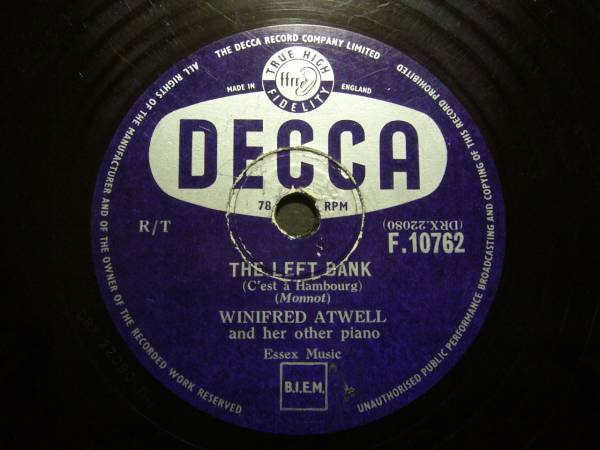 THE DECCA RECORD COMPANY LIMITED
ALL RIGHTS OF THE MANUFACTURER AND OF THE OWNER OF THE RECORDED WORK RESERVED
UNAUTHORISED PUBLIC PERFORMANCE BROADCASTING AND COPYING OF THIS RECORD PROHIBITED
TRUE HIGH
ffrr
FIDELITY
MADE IN ENGLAND
DECCA
78 RPM
R/T
(DRX.22080)
F.10762
THE LEFT BANK
(C'est à Hambourg)
(Monnot)
WINIFRED ATWELL
and her other piano
Essex Music
B.I.E.M.